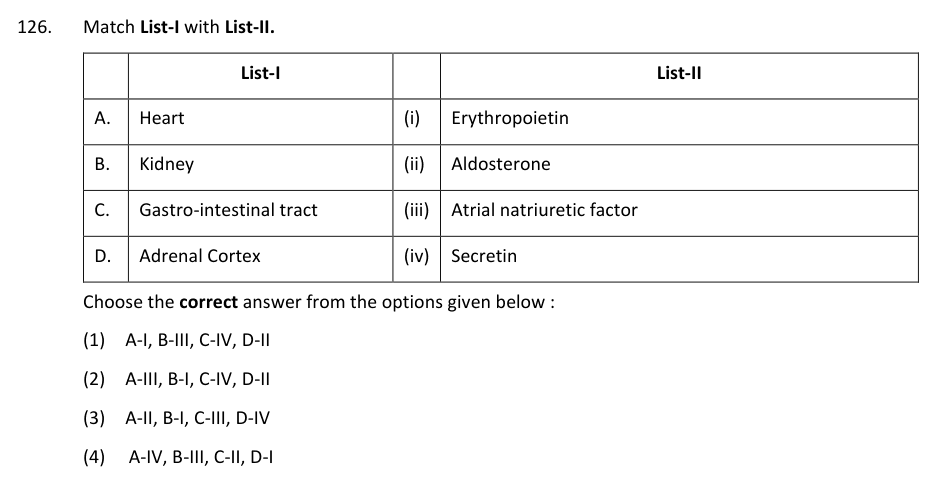 126. Match List-I with List-II.
List-I List-II
A. Heart (i) Erythropoietin
B. Kidney (ii) Aldosterone
C. Gastro-intestinal tract (iii) Atrial natriuretic factor
D. Adrenal Cortex (iv) Secretin
Choose the correct answer from the options given below :
(1) A-I, B-III, C-IV, D-II
(2) A-III, B-I, C-IV, D-II
(3) A-II, B-I, C-III, D-IV
(4) A-IV, B-III, C-II, D-I